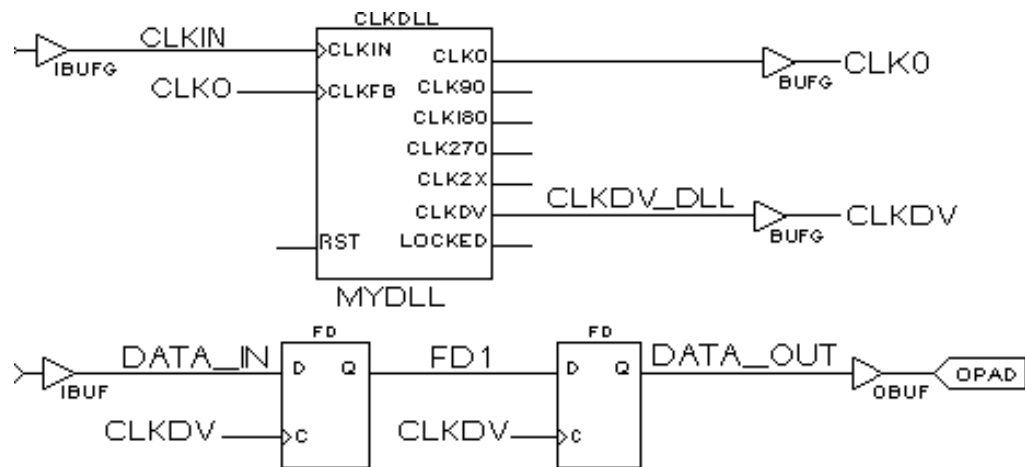 CLKDLL
CLKIN
IBUFG
CLKIN
CLK0
CLKFB
CLK0
BUFG
CLK0
CLK90
CLK180
CLK270
CLK2X
CLKDV
CLKDV_DLL
BUFG
CLKDV
RST
LOCKED
MYDLL
FD
FD
DATA_IN
IBUF
D
Q
FD1
D
Q
DATA_OUT
OBUF
OPAD
CLKDV
C
CLKDV
C